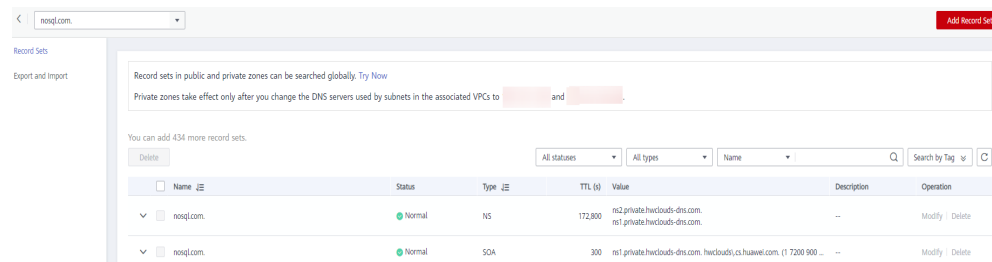 nosql.com.
Add Record Set
Record Sets
Export and Import
Record sets in public and private zones can be searched globally. Try Now
Private zones take effect only after you change the DNS servers used by subnets in the associated VPCs to and .
You can add 434 more record sets.
Delete
All statuses All types Name Search by Tag
Name Status Type TTL (s) Value Description Operation
nosql.com. Normal NS 172,800 ns2.private.hwclouds-dns.com. -- Modify Delete
ns1.private.hwclouds-dns.com.
nosql.com. Normal SOA 300 ns1.private.hwclouds-dns.com. hwclouds\.cs.huawei.com. (1 7200 900 ... -- Modify Delete